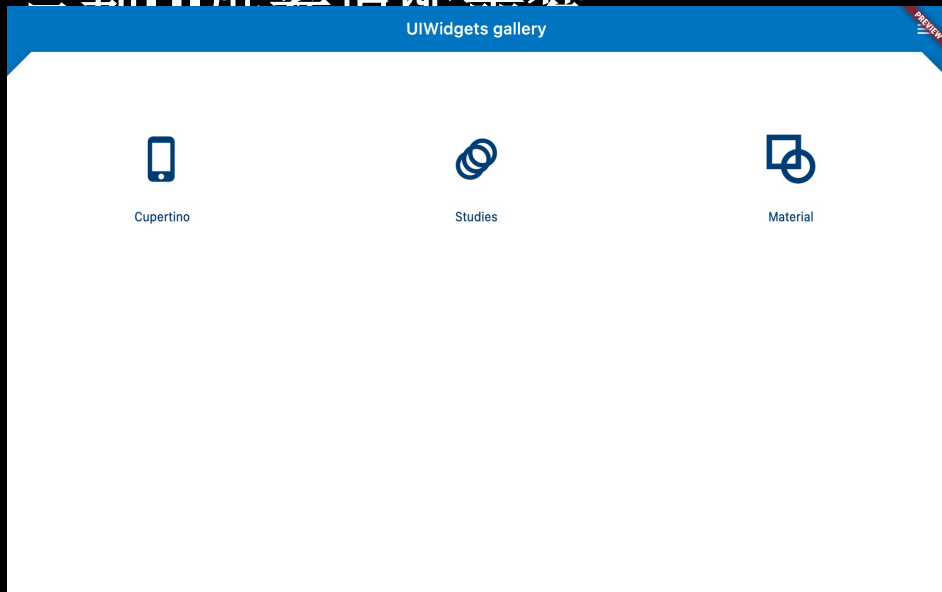 UIWidgets gallery
PREVIEW
Cupertino
Studies
Material